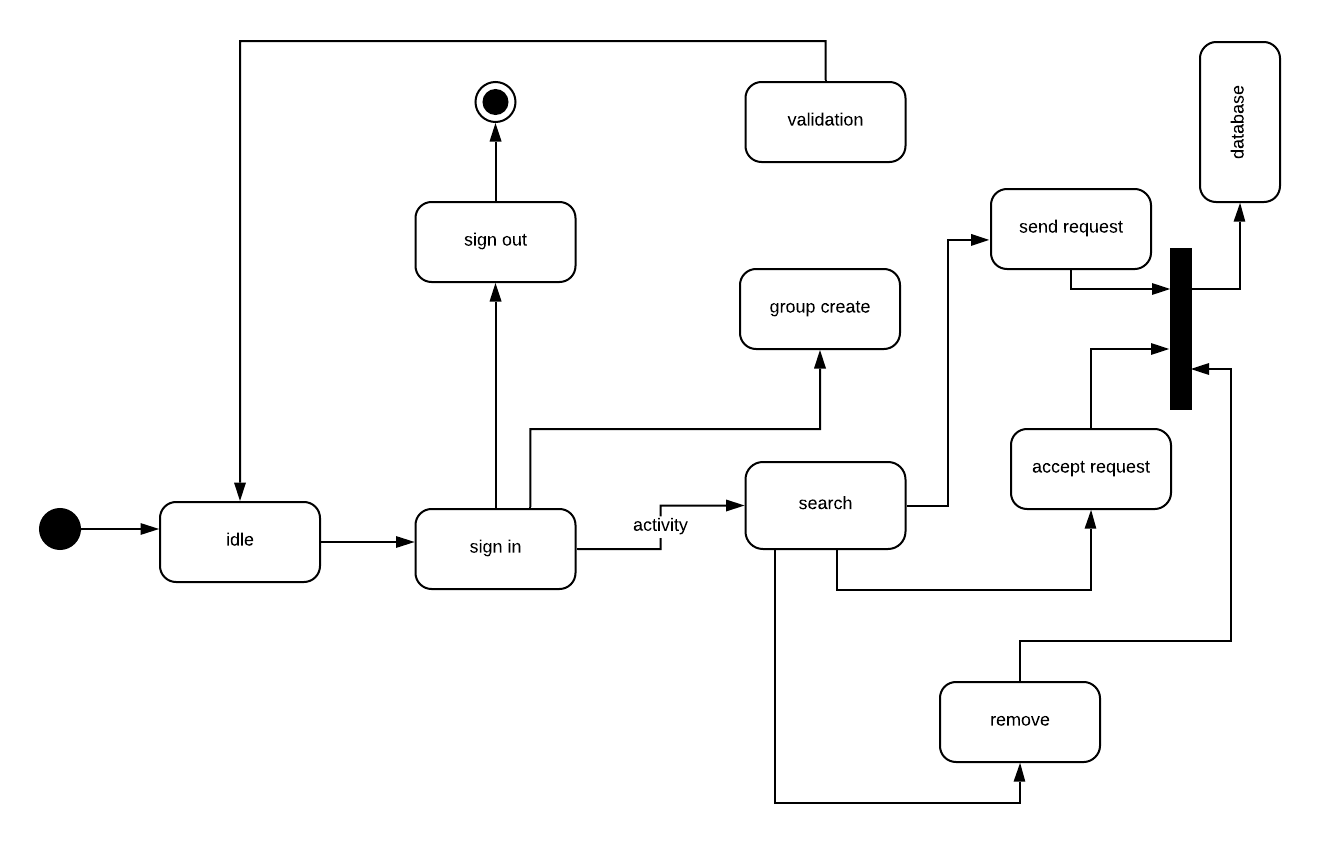 validation
database
send request
sign out
group create
accept request
search
activity
idle
sign in
remove